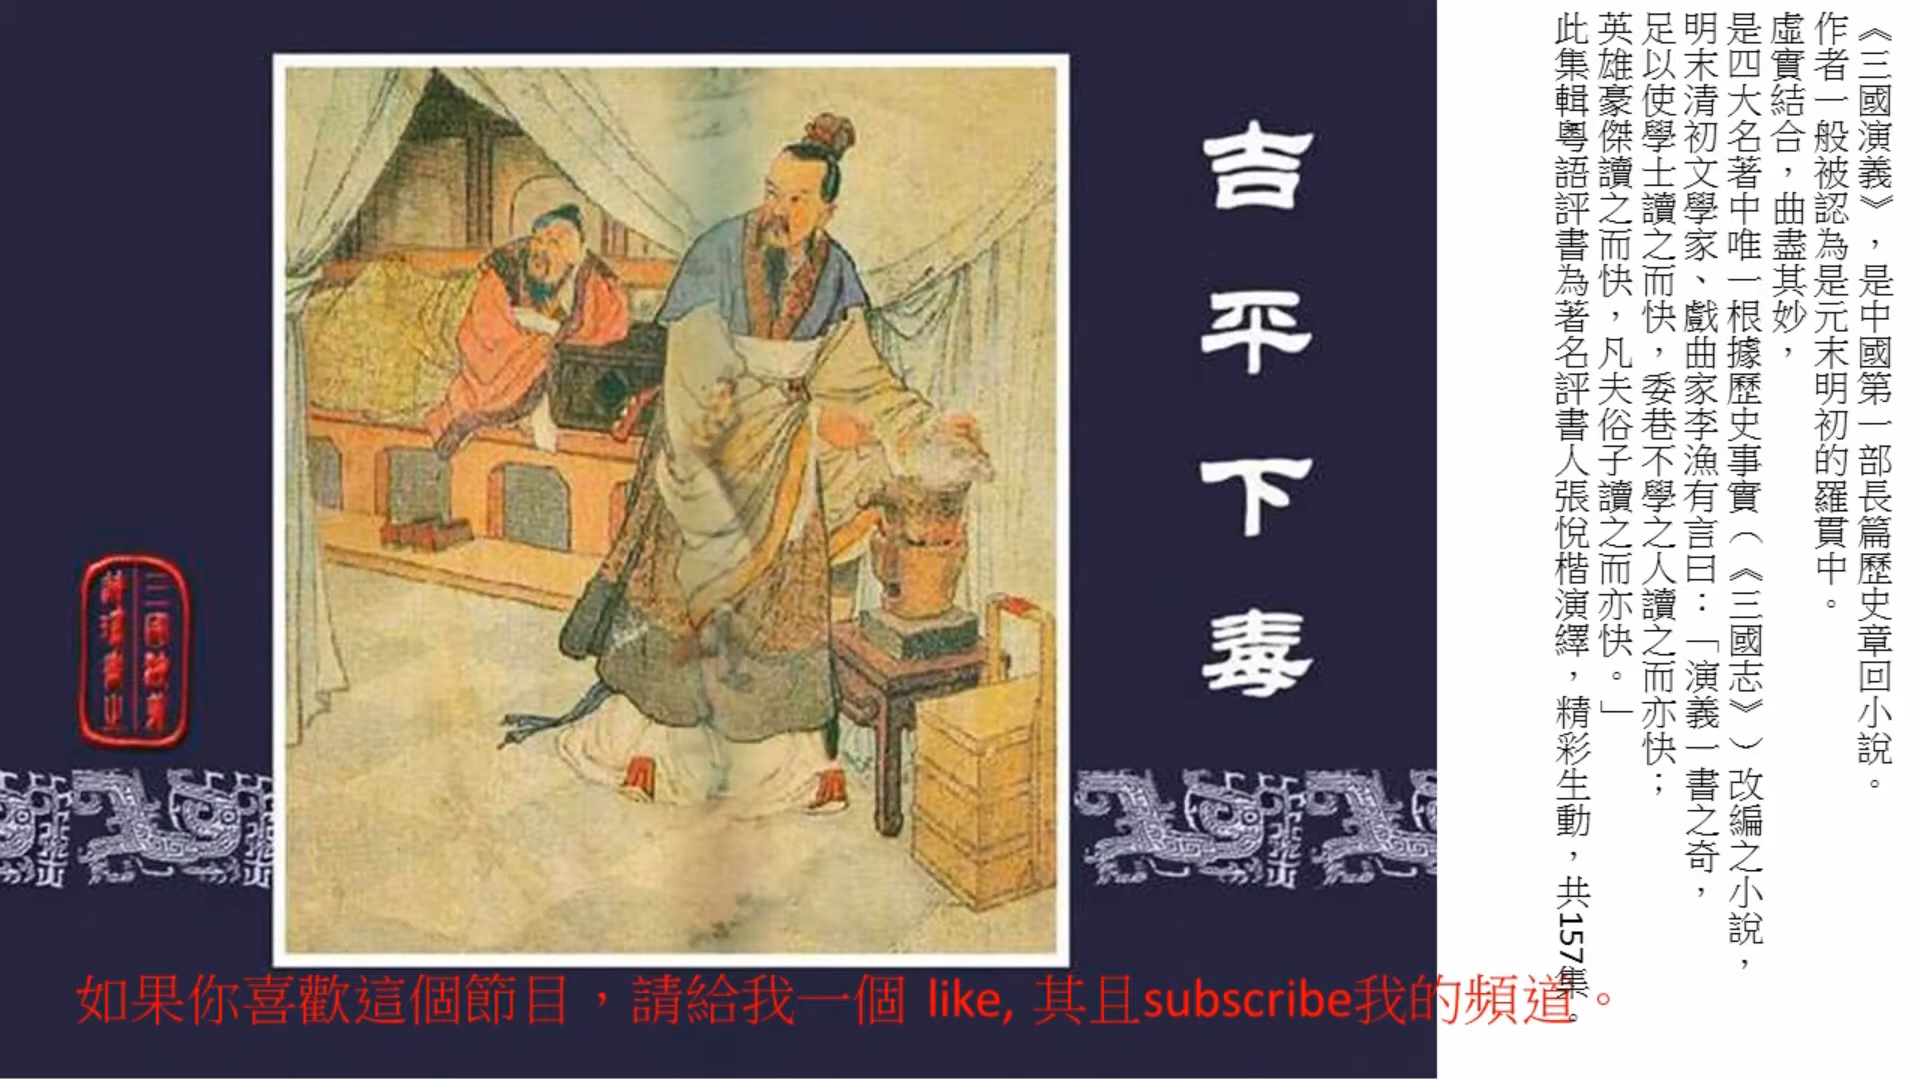 《三國演義》，是中國第一部長篇歷史章回小說。
作者一般被認為是元末明初的羅貫中。
虛實結合，曲盡其妙，
是四大名著中唯一根據歷史事實（《三國志》）改編之小說，
明末清初文學家、戲曲家李漁有言曰：「演義一書之奇，
足以使學士讀之而快，委巷不學之人讀之而亦快；
英雄豪傑讀之而快，凡夫俗子讀之而亦快。」
此集輯粵語評書為著名評書人張悅楷演繹，精彩生動，共157集。
吉平下毒
如果你喜歡這個節目，請給我一個 like, 其且subscribe我的頻道。